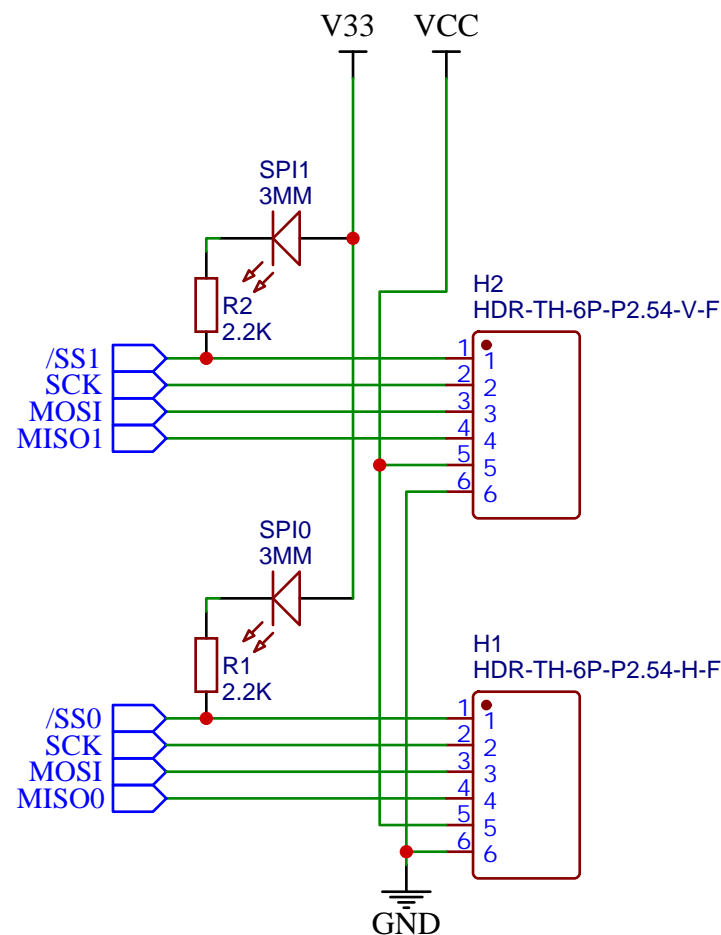 V33 VCC
SPI1
3MM
H2
HDR-TH-6P-P2.54-V-F
R2
2.2K
/SS1 1 1
SCK 2 2
MOSI 3 3
MISO1 4 4
5 5
6 6
SPI0
3MM
H1
HDR-TH-6P-P2.54-H-F
R1
2.2K
/SS0 1 1
SCK 2 2
MOSI 3 3
MISO0 4 4
5 5
6 6
GND